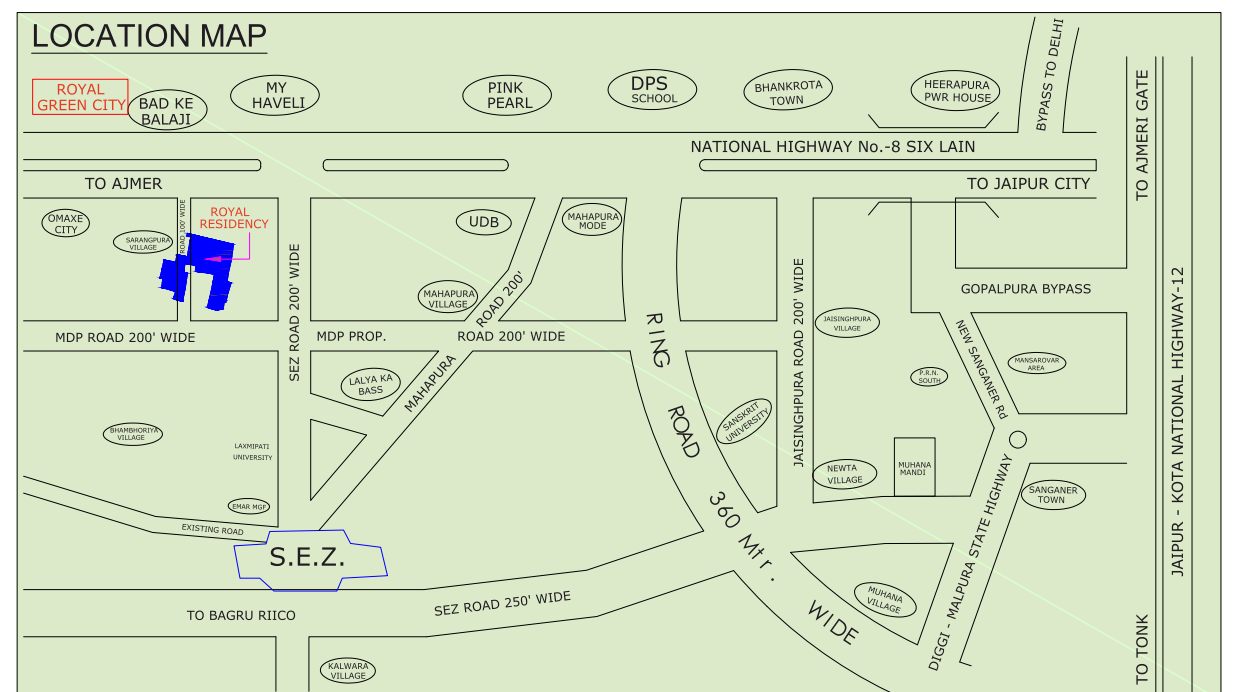 LOCATION MAP
ROYAL
GREEN CITY
BAD KE
BALAJI
MY
HAVELI
PINK
PEARL
DPS
SCHOOL
BHANKROTA
TOWN
HEERAPURA
PWR HOUSE
BYPASS TO DELHI
TO AJMERI GATE
NATIONAL HIGHWAY No.-8 SIX LAIN
TO AJMER
TO JAIPUR CITY
OMAXE
CITY
SARANGPURA
VILLAGE
ROAD 100' WIDE
ROYAL
RESIDENCY
SEZ ROAD 200' WIDE
UDB
MAHAPURA
MODE
MAHAPURA
VILLAGE
ROAD 200'
JAISINGHPURA ROAD 200' WIDE
JAISINGHPURA
VILLAGE
GOPALPURA BYPASS
JAIPUR - KOTA NATIONAL HIGHWAY-12
MDP ROAD 200' WIDE
MDP PROP.
ROAD 200' WIDE
RING
ROAD
360 Mtr.
WIDE
NEW SANGANER Rd
MANSAROVAR
AREA
P.R.N.
SOUTH
LALYA KA
BASS
MAHAPURA
SANSKRIT
UNIVERSITY
BHAMBHORIYA
VILLAGE
LAXMIPATI
UNIVERSITY
NEWTA
VILLAGE
MUHANA
MANDI
SANGANER
TOWN
EMAR MGF
EXISTING ROAD
S.E.Z.
DIGGI - MALPURA STATE HIGHWAY
MUHANA
VILLAGE
TO BAGRU RIICO
SEZ ROAD 250' WIDE
KALWARA
VILLAGE
TO TONK